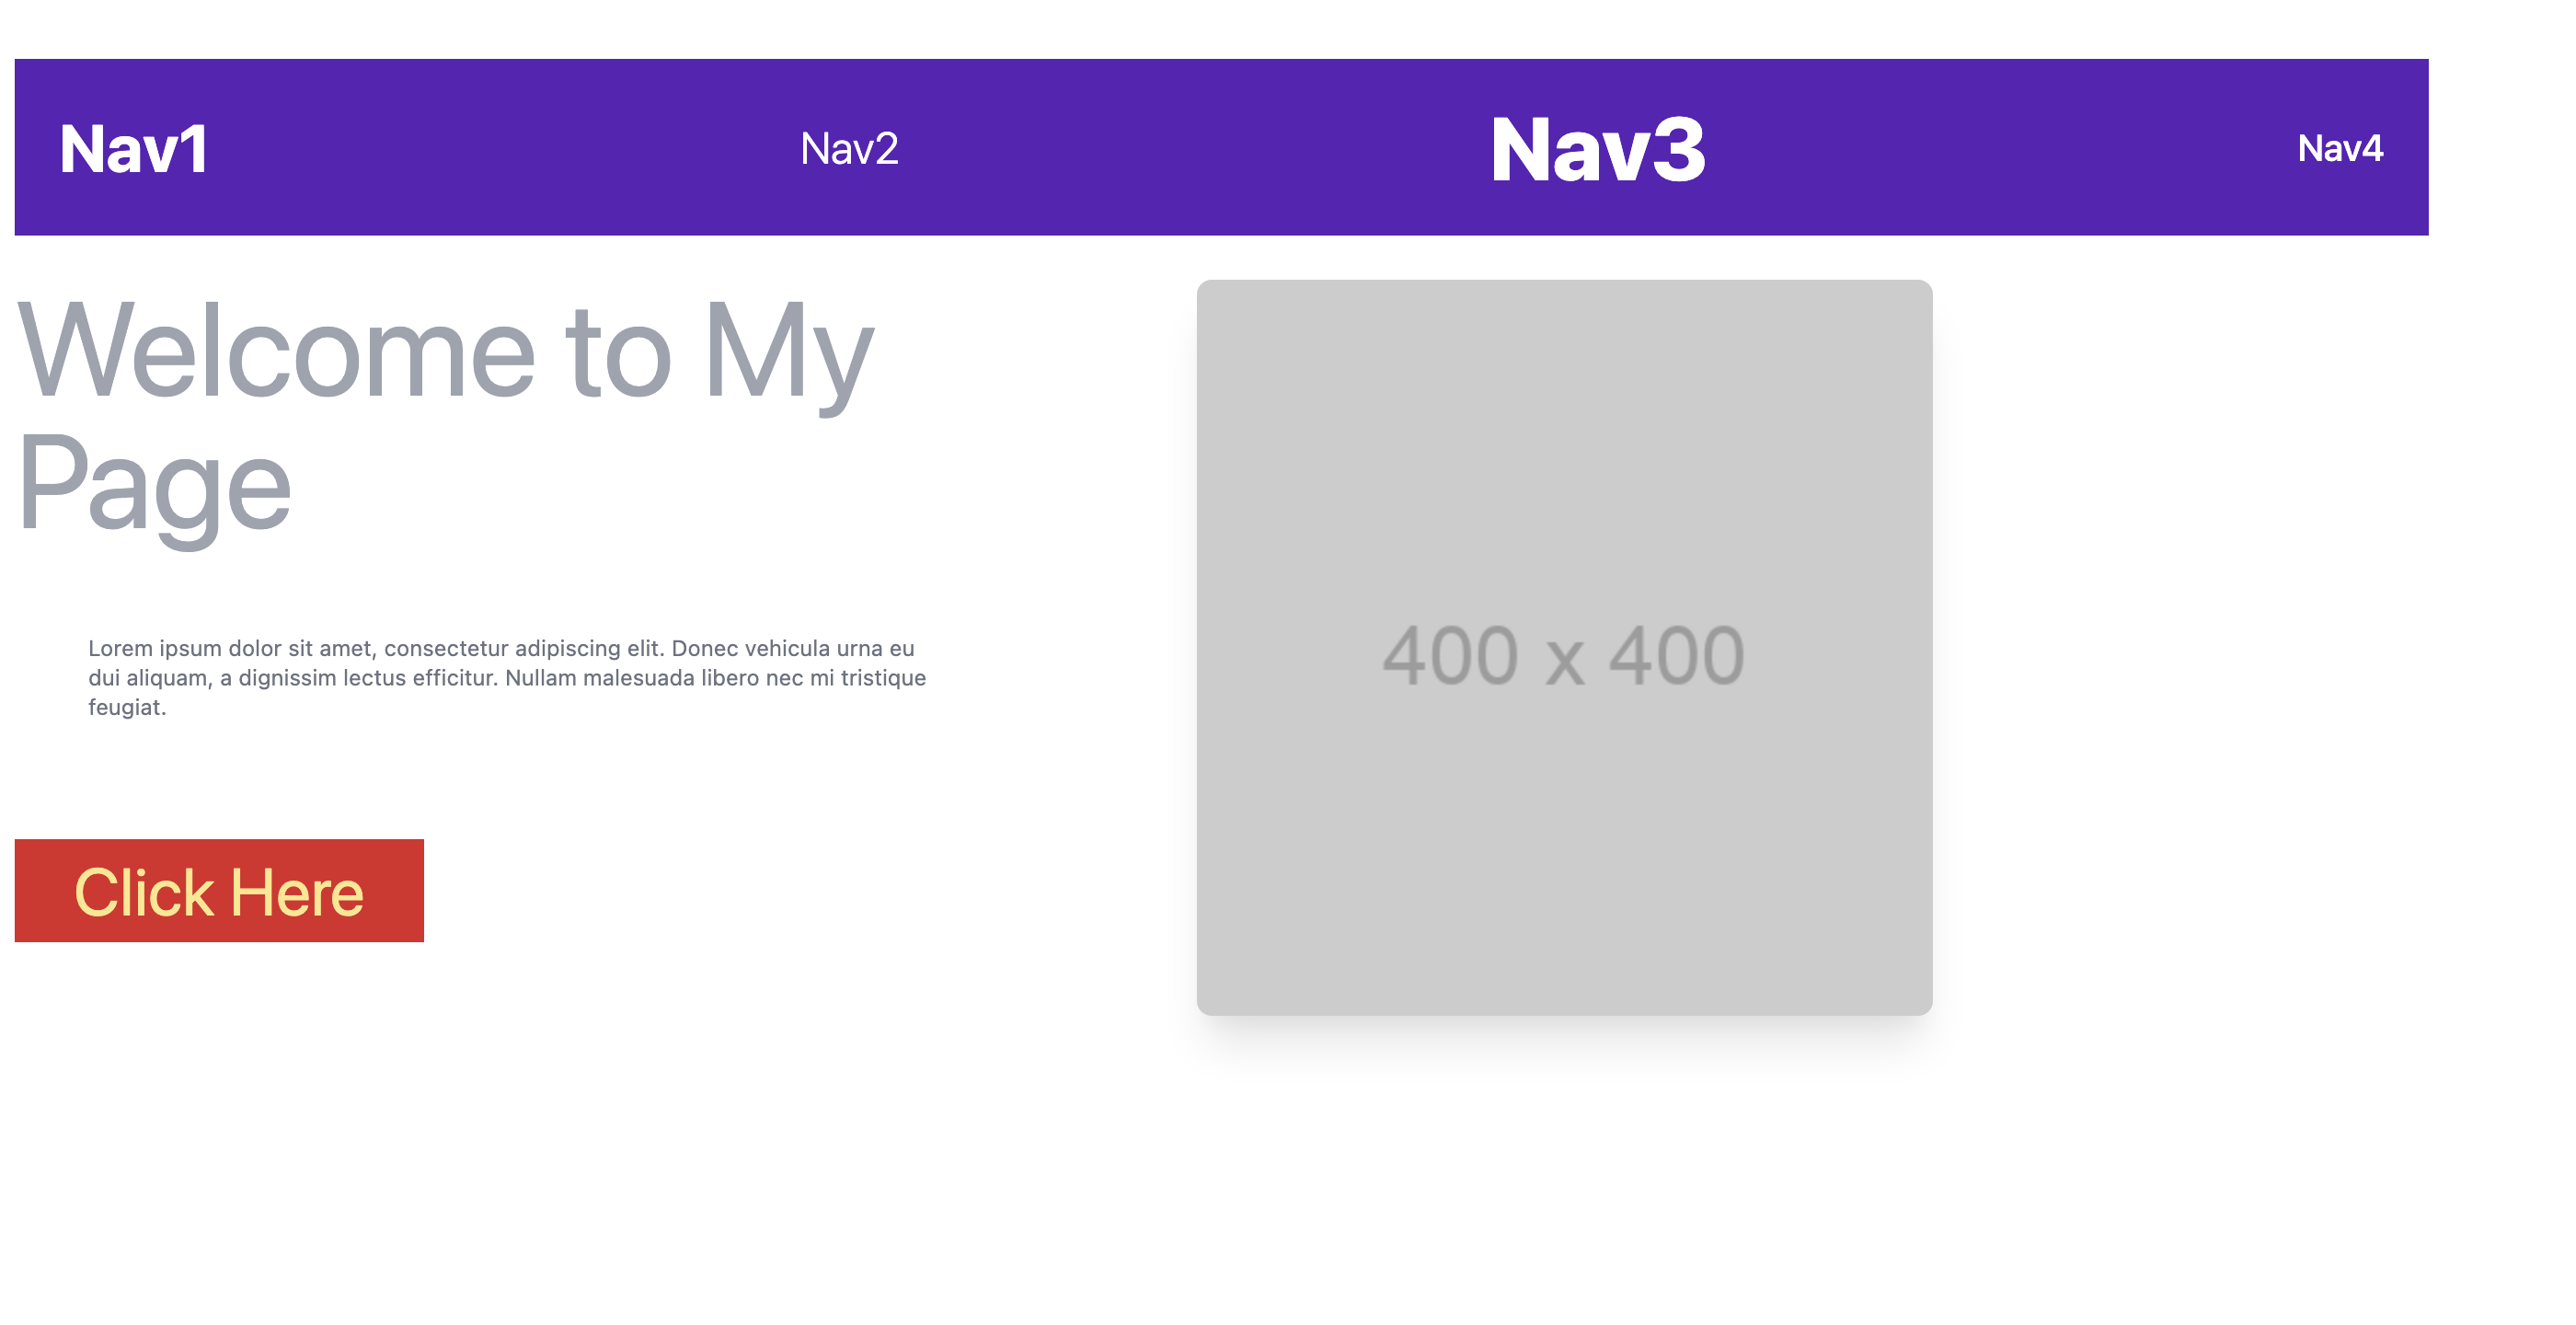 Nav1
Nav2
Nav3
Nav4
Welcome to My
Page
Lorem ipsum dolor sit amet, consectetur adipiscing elit. Donec vehicula urna eu
dui aliquam, a dignissim lectus efficitur. Nullam malesuada libero nec mi tristique
feugiat.
Click Here
400 x 400